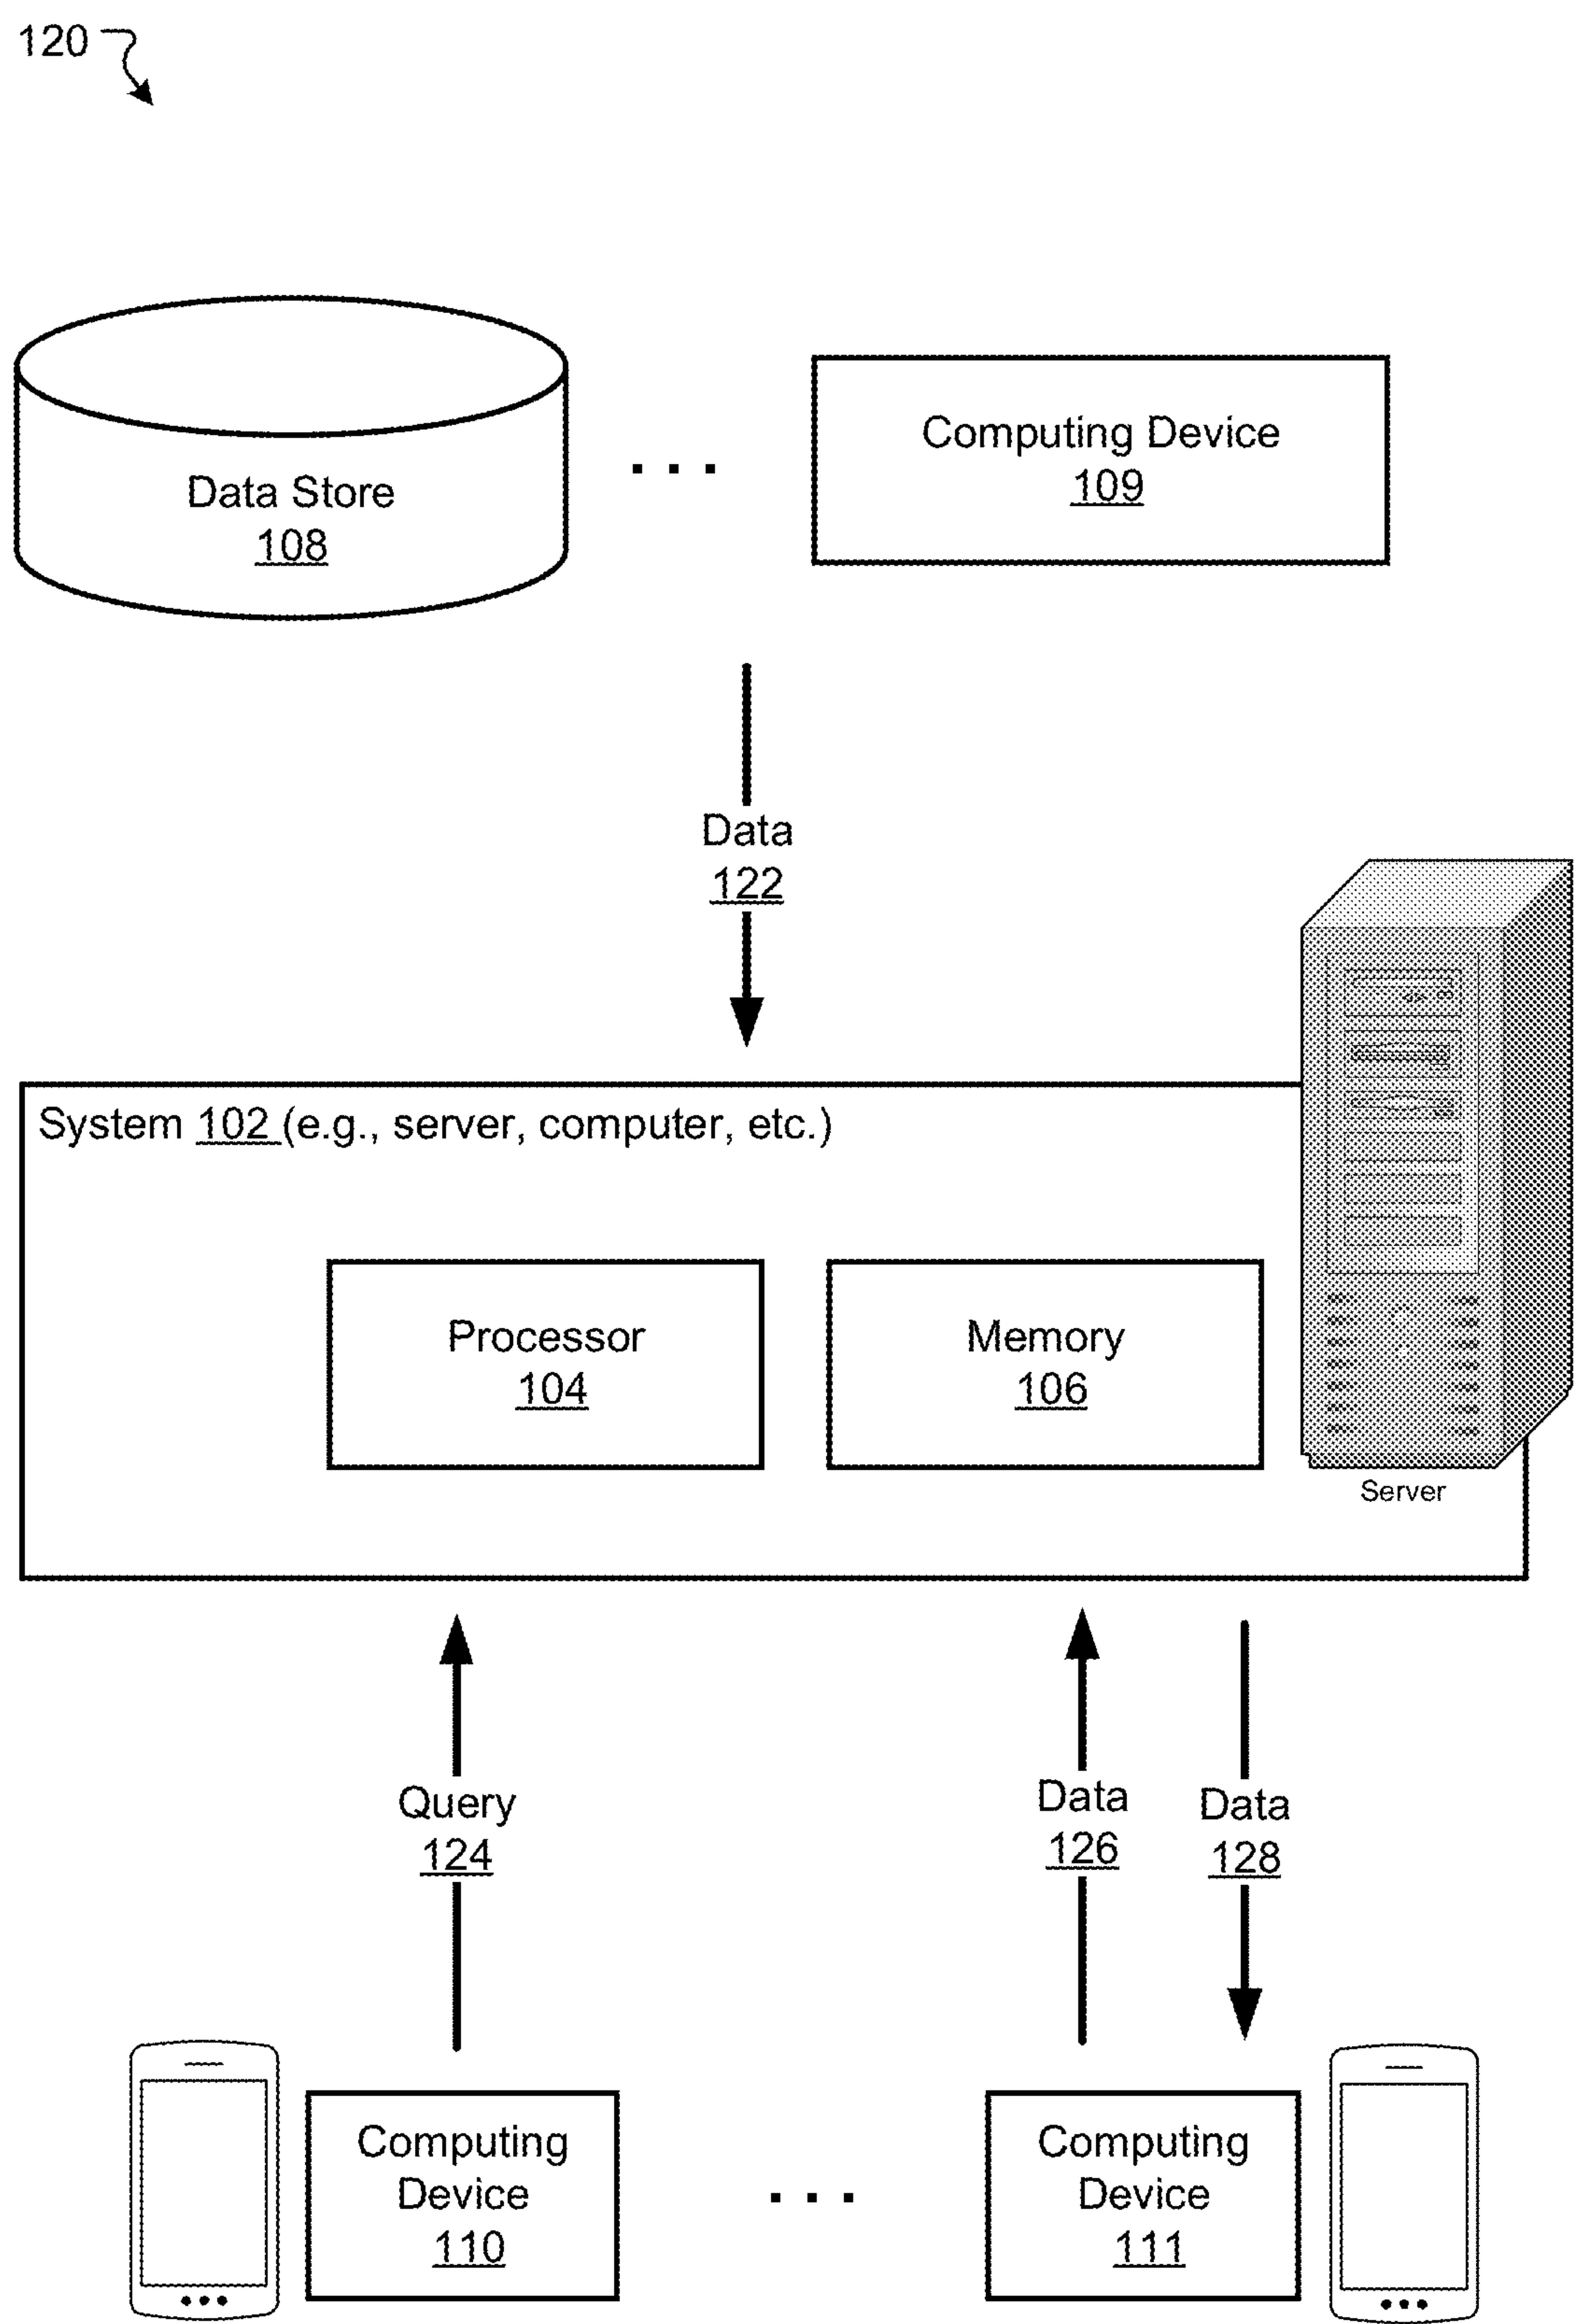 120
Data Store
108
. . .
Computing Device
109
Data
122
System 102 (e.g., server, computer, etc.)
Processor
104
Memory
106
Server
Query
124
Data
126
Data
128
Computing
Device
110
. . .
Computing
Device
111